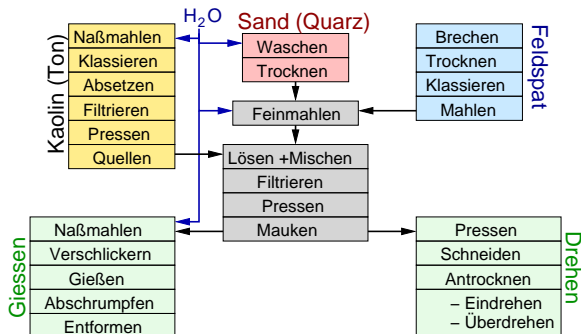 H₂O
Sand (Quarz)
Kaolin (Ton)
Naßmahlen
Klassieren
Absetzen
Filtrieren
Pressen
Quellen
Waschen
Trocknen
Feinmahlen
Feldspat
Brechen
Trocknen
Klassieren
Mahlen
Lösen +Mischen
Filtrieren
Pressen
Mauken
Giessen
Naßmahlen
Verschlickern
Gießen
Abschrumpfen
Entformen
Drehen
Pressen
Schneiden
Antrocknen
– Eindrehen
– Überdrehen